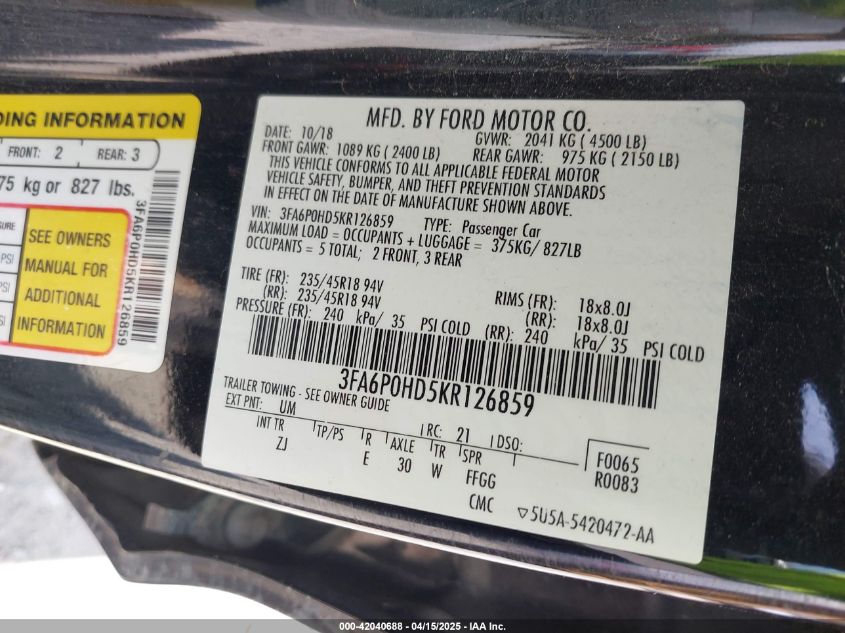 DING INFORMATION
FRONT: 2 REAR: 3
75 kg or 827 lbs.
SURE
PSI
PSI
PSI
SEE OWNERS
MANUAL FOR
ADDITIONAL
INFORMATION
3FA6P0HD5KR126859
MFD. BY FORD MOTOR CO.
DATE: 10/18 GVWR: 2041 KG ( 4500 LB)
FRONT GAWR: 1089 KG ( 2400 LB) REAR GAWR: 975 KG ( 2150 LB)
THIS VEHICLE CONFORMS TO ALL APPLICABLE FEDERAL MOTOR
VEHICLE SAFETY, BUMPER, AND THEFT PREVENTION STANDARDS
IN EFFECT ON THE DATE OF MANUFACTURE SHOWN ABOVE.
VIN: 3FA6P0HD5KR126859 TYPE: Passenger Car
MAXIMUM LOAD = OCCUPANTS + LUGGAGE = 375KG/ 827LB
OCCUPANTS = 5 TOTAL; 2 FRONT, 3 REAR
TIRE (FR): 235/45R18 94V RIMS (FR): 18x8.0J
(RR): 235/45R18 94V (RR): 18x8.0J
PRESSURE (FR): 240 kPa/ 35 PSI COLD (RR): 240 kPa/ 35 PSI COLD
3FA6P0HD5KR126859
TRAILER TOWING - SEE OWNER GUIDE
EXT PNT: UM RC: 21 DSO:
INT TR TP/PS R AXLE TR SPR F0065
ZJ E 30 W FFGG R0083
CMC ▽5U5A-5420472-AA
000-42040688 - 04/15/2025 - IAA Inc.